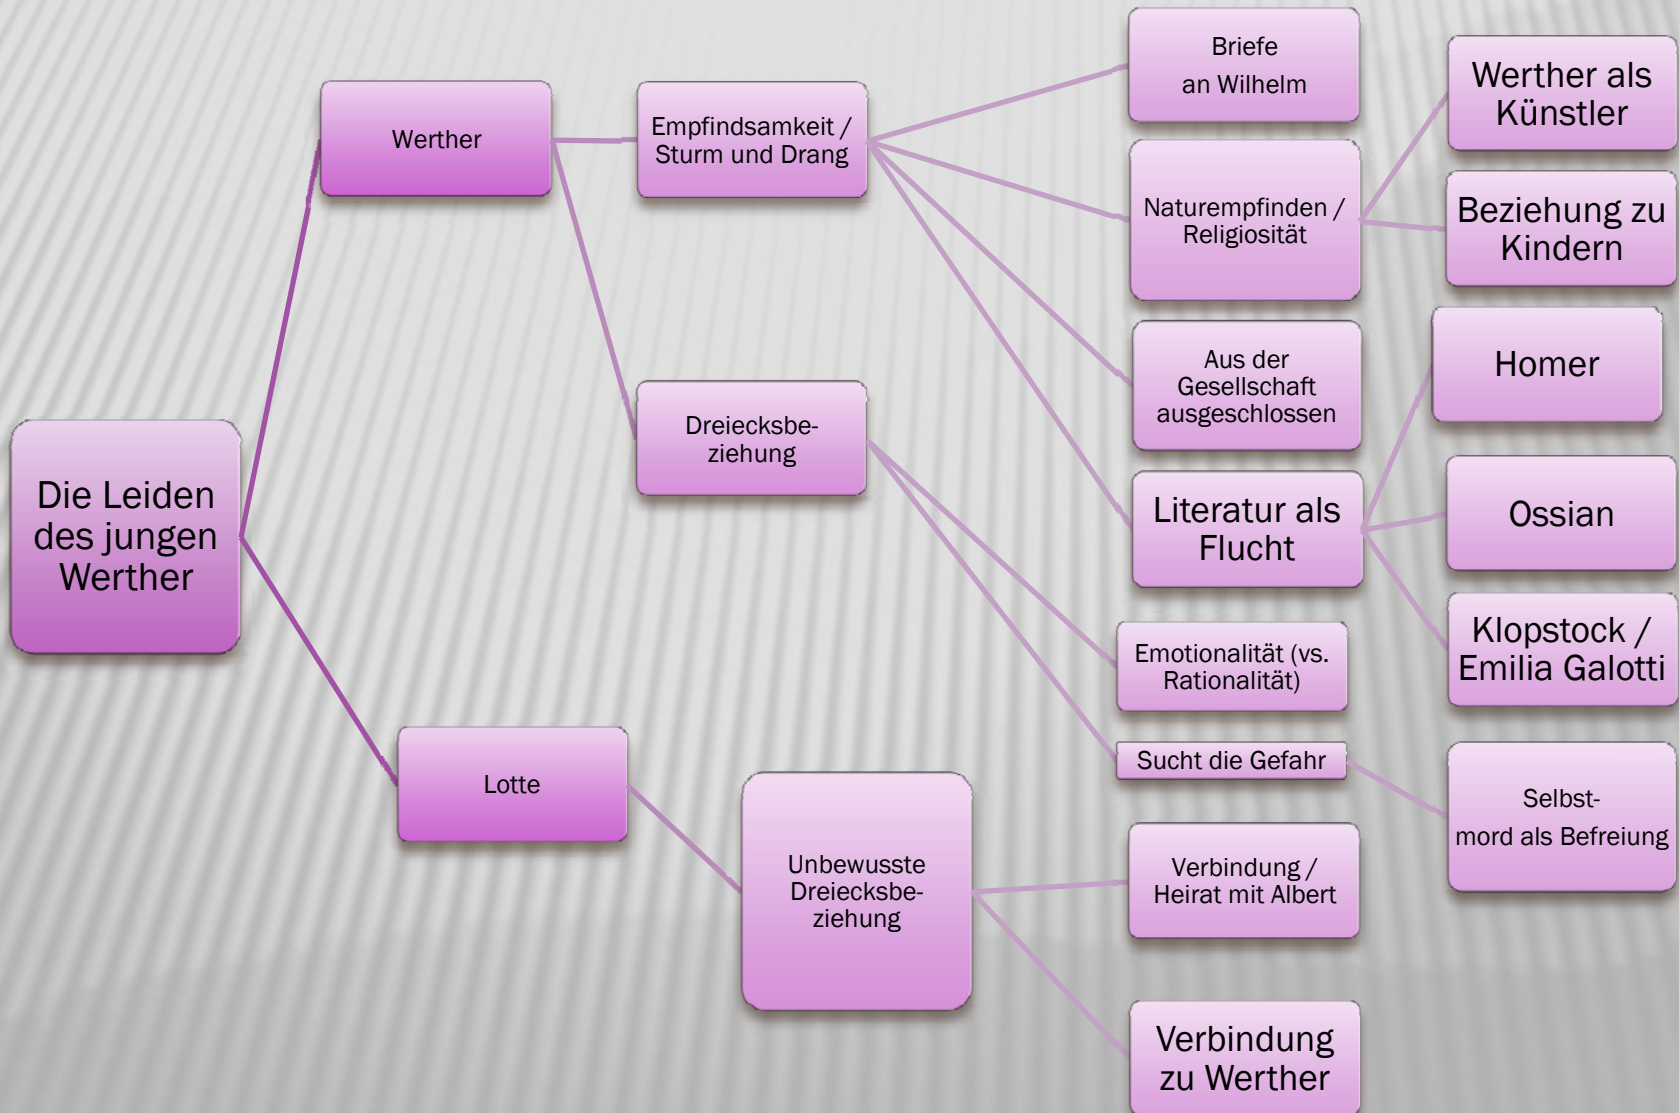 Die Leiden
des jungen
Werther
Werther
Lotte
Empfindsamkeit /
Sturm und Drang
Dreiecksbe-
ziehung
Unbewusste
Dreiecksbe-
ziehung
Briefe
an Wilhelm
Naturempfinden /
Religiosität
Aus der
Gesellschaft
ausgeschlossen
Literatur als
Flucht
Emotionalität (vs.
Rationalität)
Sucht die Gefahr
Verbindung /
Heirat mit Albert
Verbindung
zu Werther
Werther als
Künstler
Beziehung zu
Kindern
Homer
Ossian
Klopstock /
Emilia Galotti
Selbst-
mord als Befreiung